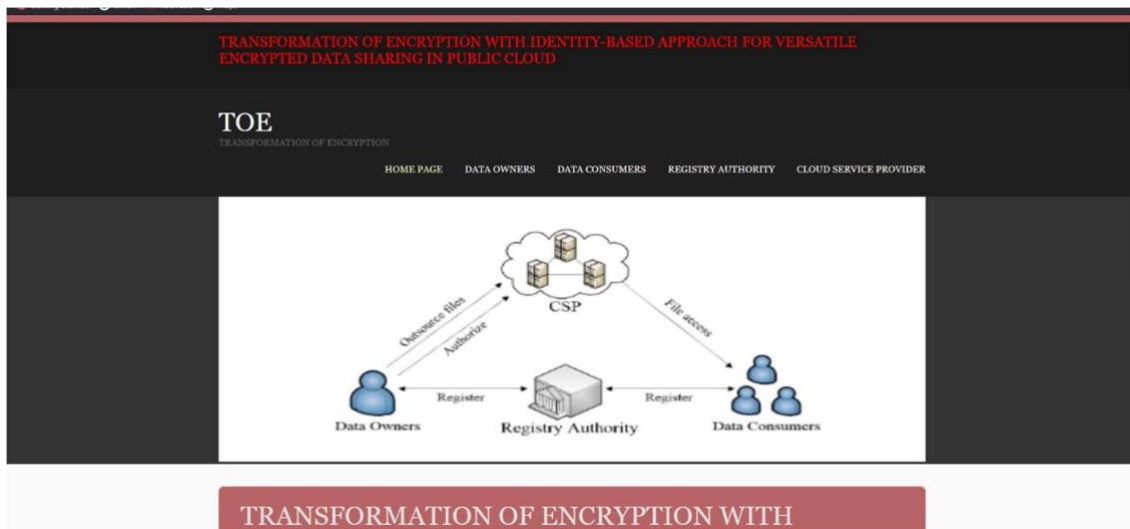 TRANSFORMATION OF ENCRYPTION WITH IDENTITY-BASED APPROACH FOR VERSATILE
ENCRYPTED DATA SHARING IN PUBLIC CLOUD
TOE
TRANSFORMATION OF ENCRYPTION
HOME PAGE DATA OWNERS DATA CONSUMERS REGISTRY AUTHORITY CLOUD SERVICE PROVIDER
CSP
Outsource files
Authorize
File access
Register
Register
Data Owners
Registry Authority
Data Consumers
TRANSFORMATION OF ENCRYPTION WITH